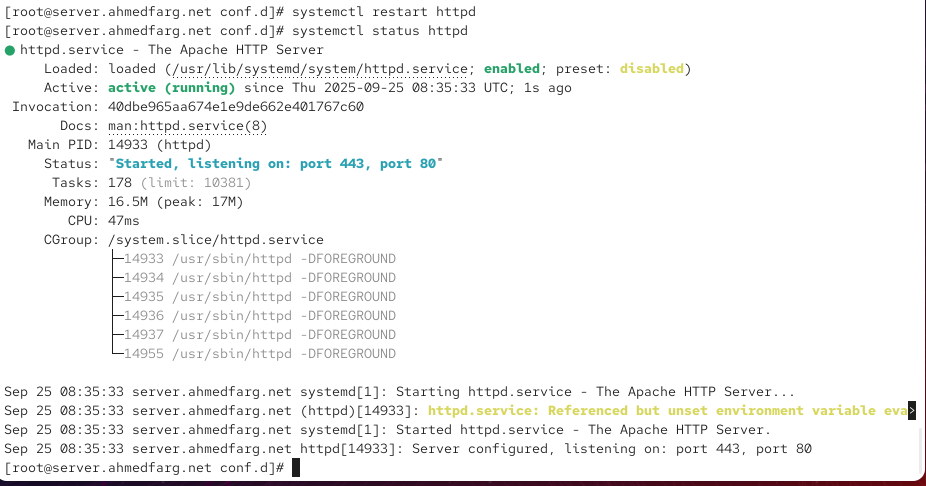 [root@server.ahmedfarg.net conf.d]# systemctl restart httpd
[root@server.ahmedfarg.net conf.d]# systemctl status httpd
● httpd.service - The Apache HTTP Server
     Loaded: loaded (/usr/lib/systemd/system/httpd.service; enabled; preset: disabled)
     Active: active (running) since Thu 2025-09-25 08:35:33 UTC; 1s ago
 Invocation: 40dbe965aa674e1e9de662e401767c60
       Docs: man:httpd.service(8)
   Main PID: 14933 (httpd)
     Status: "Started, listening on: port 443, port 80"
      Tasks: 178 (limit: 10381)
     Memory: 16.5M (peak: 17M)
        CPU: 47ms
     CGroup: /system.slice/httpd.service
             ├─14933 /usr/sbin/httpd -DFOREGROUND
             ├─14934 /usr/sbin/httpd -DFOREGROUND
             ├─14935 /usr/sbin/httpd -DFOREGROUND
             ├─14936 /usr/sbin/httpd -DFOREGROUND
             ├─14937 /usr/sbin/httpd -DFOREGROUND
             └─14955 /usr/sbin/httpd -DFOREGROUND

Sep 25 08:35:33 server.ahmedfarg.net systemd[1]: Starting httpd.service - The Apache HTTP Server...
Sep 25 08:35:33 server.ahmedfarg.net (httpd)[14933]: httpd.service: Referenced but unset environment variable eva>
Sep 25 08:35:33 server.ahmedfarg.net systemd[1]: Started httpd.service - The Apache HTTP Server.
Sep 25 08:35:33 server.ahmedfarg.net httpd[14933]: Server configured, listening on: port 443, port 80
[root@server.ahmedfarg.net conf.d]#